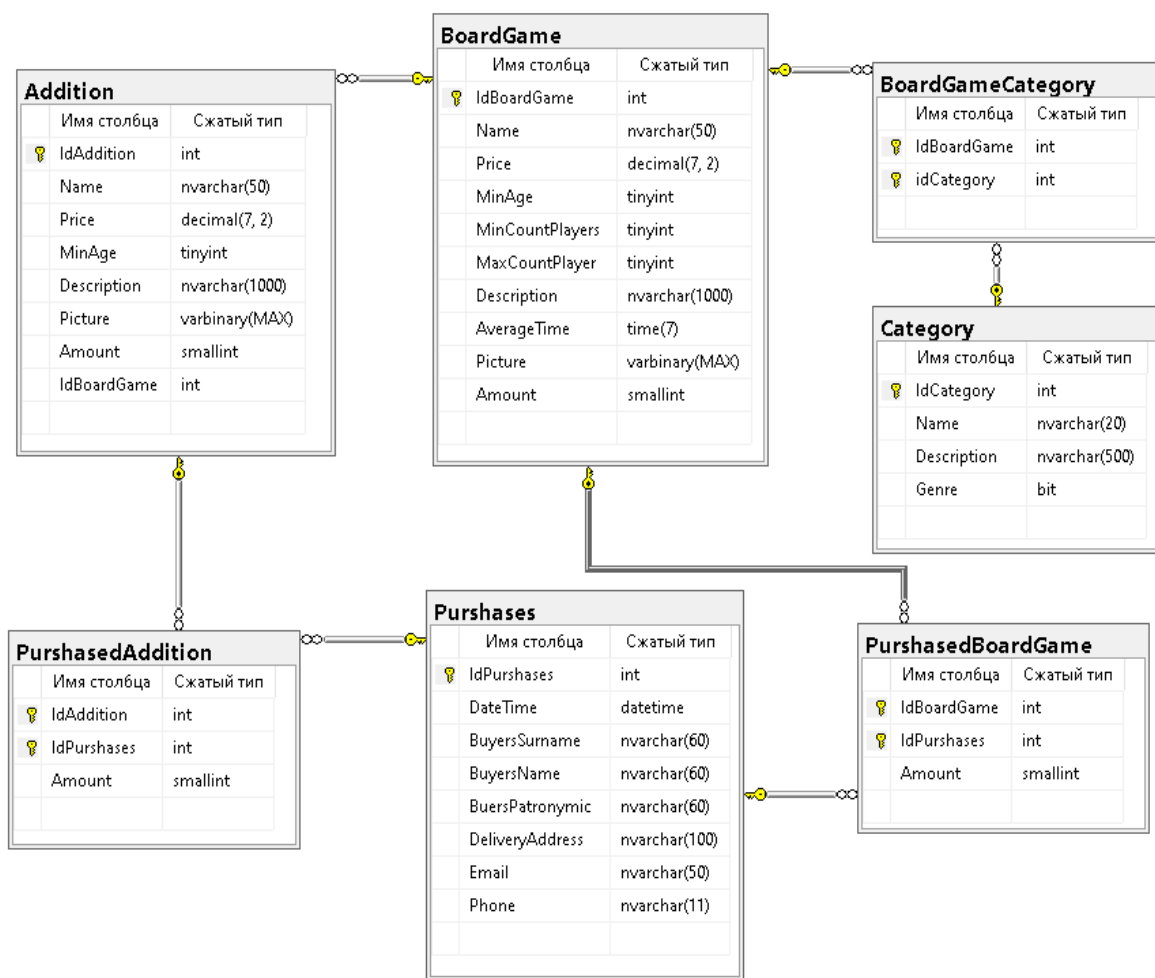 BoardGame
Имя столбца Сжатый тип
IdBoardGame int
Name nvarchar(50)
Price decimal(7, 2)
MinAge tinyint
MinCountPlayers tinyint
MaxCountPlayer tinyint
Description nvarchar(1000)
AverageTime time(7)
Picture varbinary(MAX)
Amount smallint
Addition
Имя столбца Сжатый тип
IdAddition int
Name nvarchar(50)
Price decimal(7, 2)
MinAge tinyint
Description nvarchar(1000)
Picture varbinary(MAX)
Amount smallint
IdBoardGame int
BoardGameCategory
Имя столбца Сжатый тип
IdBoardGame int
idCategory int
Category
Имя столбца Сжатый тип
IdCategory int
Name nvarchar(20)
Description nvarchar(500)
Genre bit
PurshasedAddition
Имя столбца Сжатый тип
IdAddition int
IdPurshases int
Amount smallint
Purshases
Имя столбца Сжатый тип
IdPurshases int
DateTime datetime
BuyersSurname nvarchar(60)
BuyersName nvarchar(60)
BuersPatronymic nvarchar(60)
DeliveryAddress nvarchar(100)
Email nvarchar(50)
Phone nvarchar(11)
PurshasedBoardGame
Имя столбца Сжатый тип
IdBoardGame int
IdPurshases int
Amount smallint